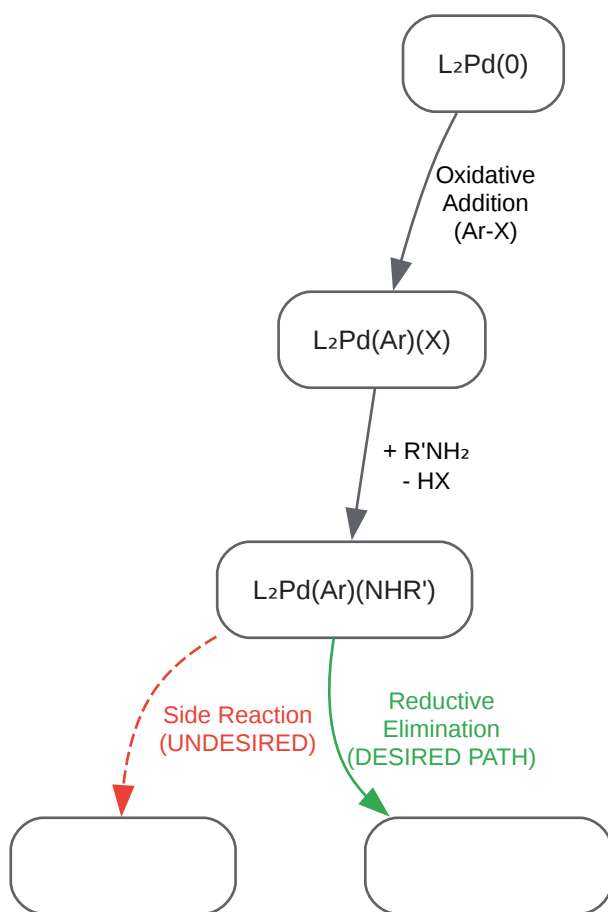 L₂Pd(0)
Oxidative
Addition
(Ar-X)
L₂Pd(Ar)(X)
+ R'NH₂
- HX
L₂Pd(Ar)(NHR')
Side Reaction
(UNDESIRED)
Reductive
Elimination
(DESIRED PATH)